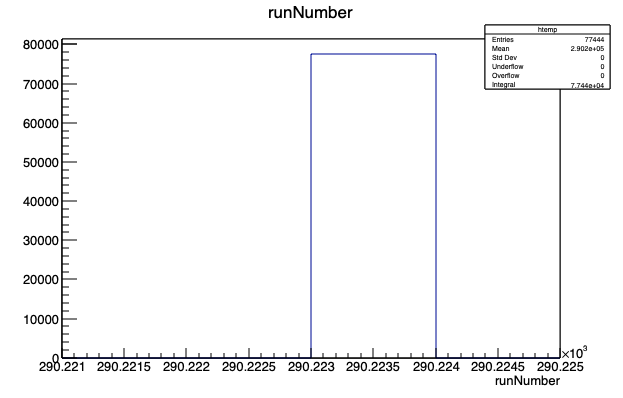 runNumber
htemp
Entries 77444
Mean 2.902e+05
Std Dev 0
Underflow 0
Overflow 0
Integral 7.744e+04
80000
70000
60000
50000
40000
30000
20000
10000
0
290.221 290.2215 290.222 290.2225 290.223 290.2235 290.224 290.2245 290.225
×10³
runNumber